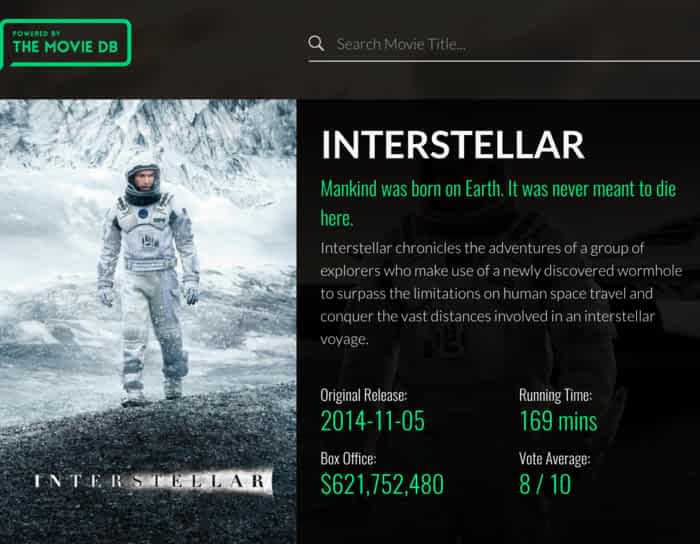 POWERED BY
THE MOVIE DB
Search Movie Title...
INTERSTELLAR
Mankind was born on Earth. It was never meant to die
here.
Interstellar chronicles the adventures of a group of
explorers who make use of a newly discovered wormhole
to surpass the limitations on human space travel and
conquer the vast distances involved in an interstellar
voyage.
Original Release:
2014-11-05
Running Time:
169 mins
Box Office:
$621,752,480
Vote Average:
8 / 10
INTERSTELLAR